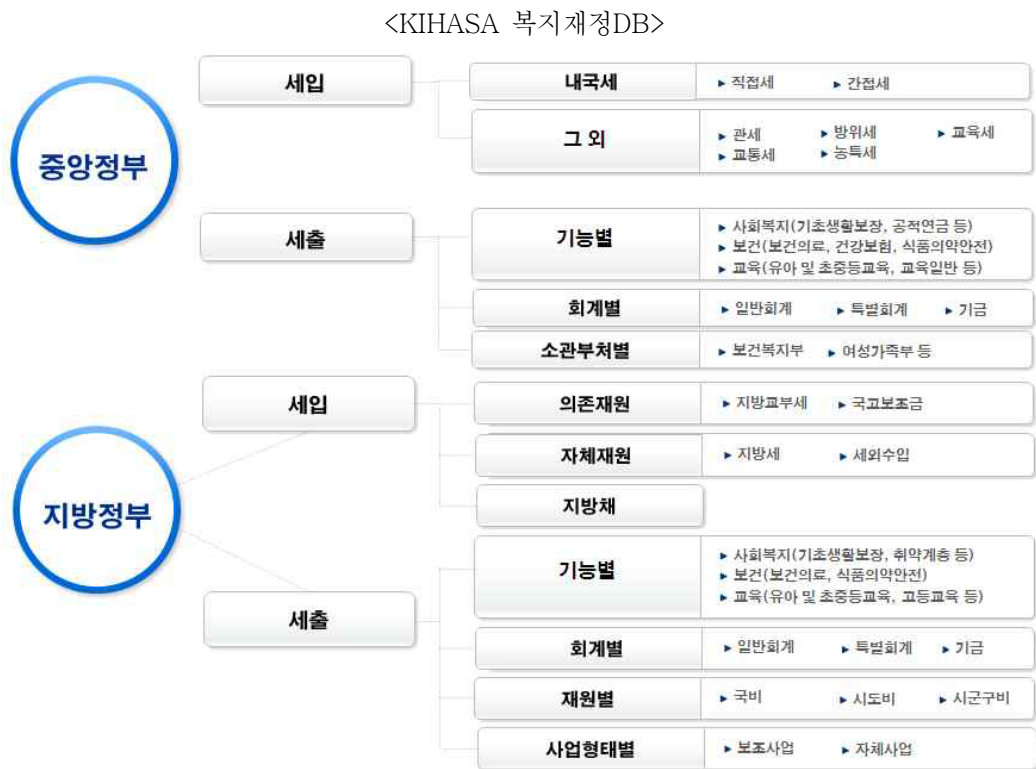 <KIHASA 복지재정DB>
중앙정부
세입
내국세
▶ 직접세 ▶ 간접세
그 외
▶ 관세 ▶ 방위세 ▶ 교육세
▶ 교통세 ▶ 농특세
세출
기능별
▶ 사회복지(기초생활보장, 공적연금 등)
▶ 보건(보건의료, 건강보험, 식품의약안전)
▶ 교육(유아 및 초중등교육, 교육일반 등)
회계별
▶ 일반회계 ▶ 특별회계 ▶ 기금
소관부처별
▶ 보건복지부 ▶ 여성가족부 등
지방정부
세입
의존재원
▶ 지방교부세 ▶ 국고보조금
자체재원
▶ 지방세 ▶ 세외수입
지방채
세출
기능별
▶ 사회복지(기초생활보장, 취약계층 등)
▶ 보건(보건의료, 식품의약안전)
▶ 교육(유아 및 초중등교육, 고등교육 등)
회계별
▶ 일반회계 ▶ 특별회계 ▶ 기금
재원별
▶ 국비 ▶ 시도비 ▶ 시군구비
사업형태별
▶ 보조사업 ▶ 자체사업